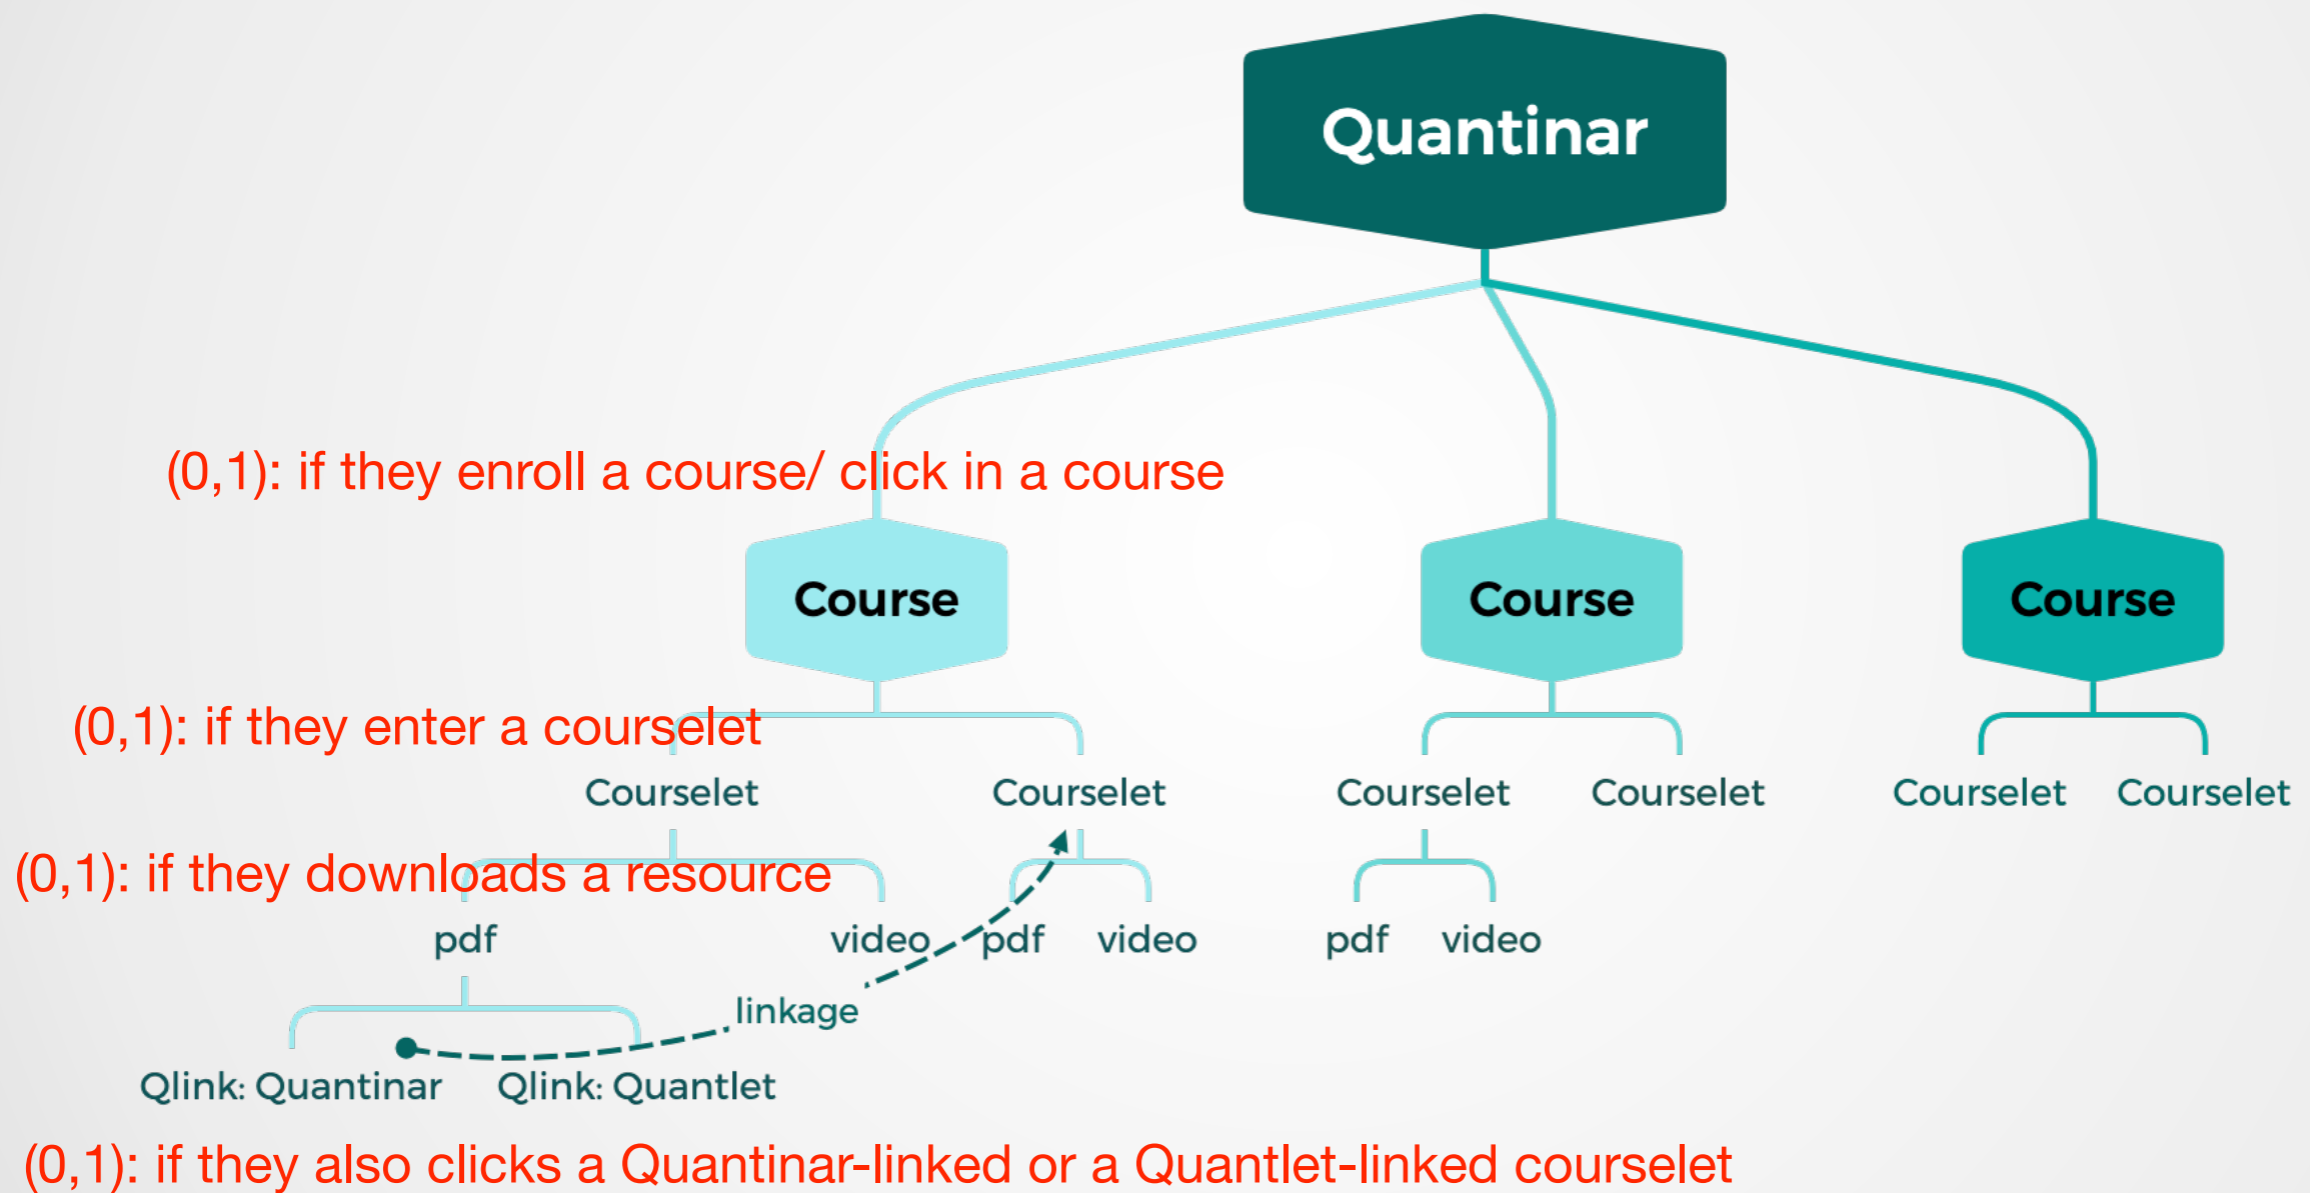 Quantinar
(0,1): if they enroll a course/ click in a course
Course Course Course
(0,1): if they enter a courselet
Courselet Courselet Courselet Courselet Courselet Courselet
(0,1): if they downloads a resource
pdf video pdf video pdf video
linkage
Qlink: Quantinar Qlink: Quantlet
(0,1): if they also clicks a Quantinar-linked or a Quantlet-linked courselet